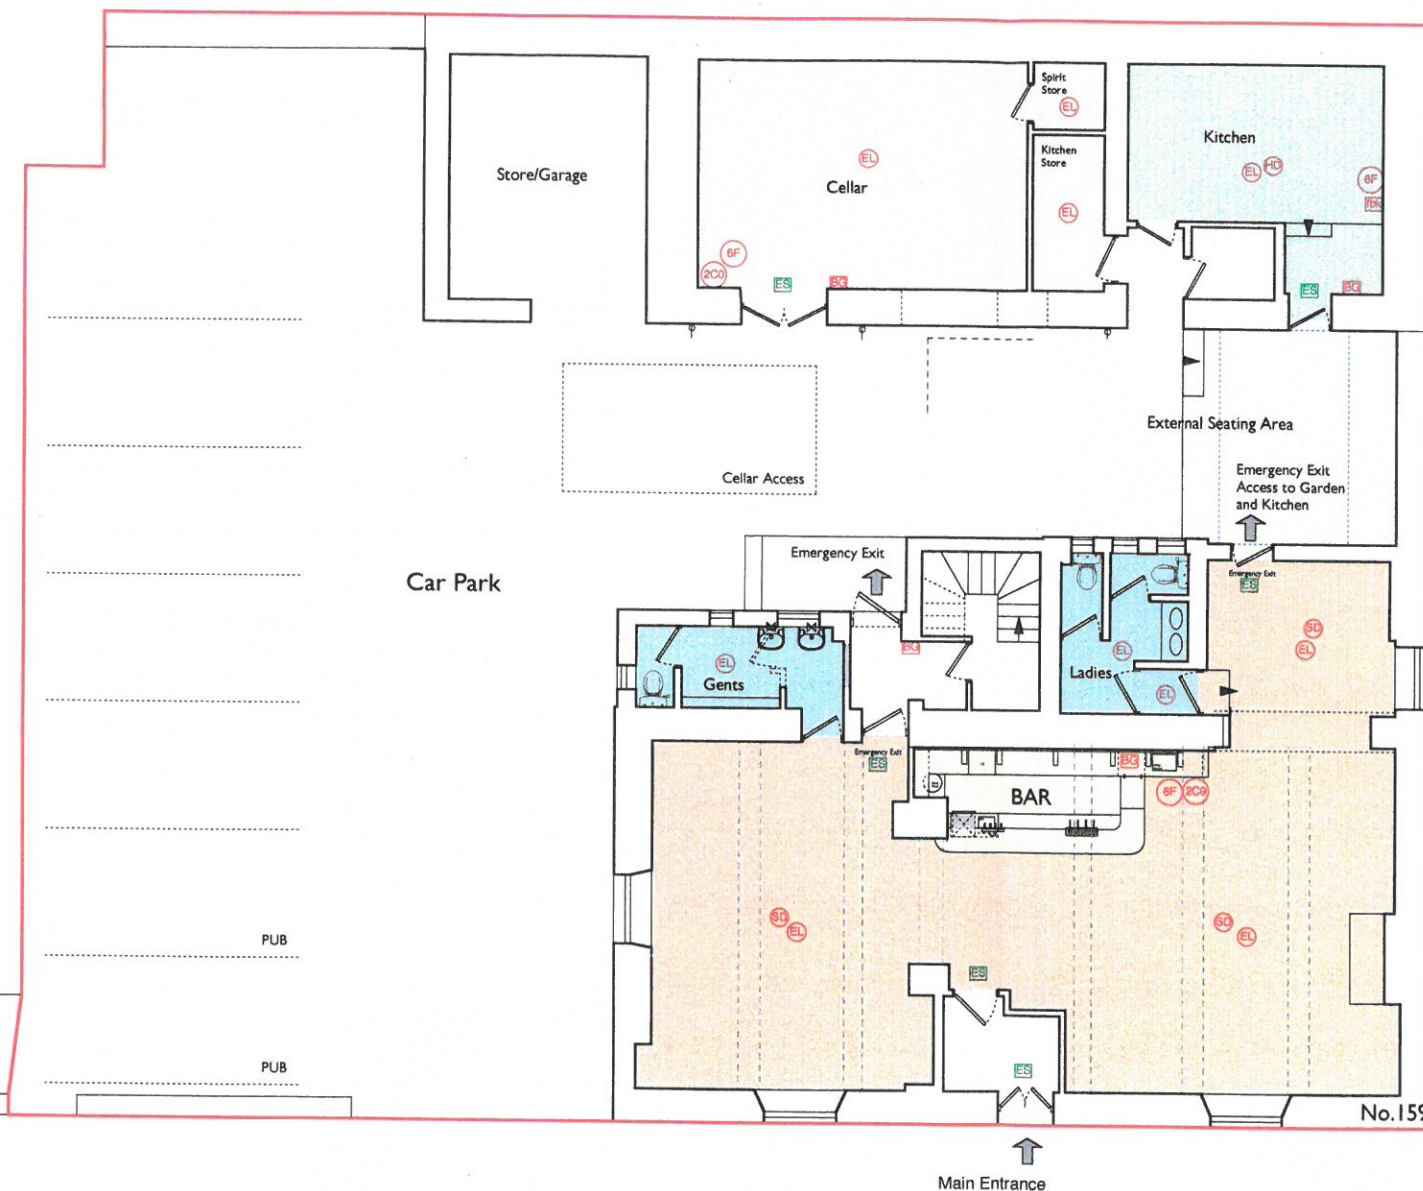 Spirit
Store
EL
Kitchen
Store
EL
Kitchen
EL HD
6F
Store/Garage
EL
Cellar
6F
2C0
ES
BG
ES
BG
External Seating Area
Cellar Access
Emergency Exit
Access to Garden
and Kitchen
Emergency Exit
Car Park
Emergency Exit
ES
SD
EL
BG
EL
Gents
EL
Ladies
EL
Emergency Exit
ES
BG
BAR
6F 2C0
SD
EL
SD
EL
PUB
ES
PUB
ES
No.159
Main Entrance